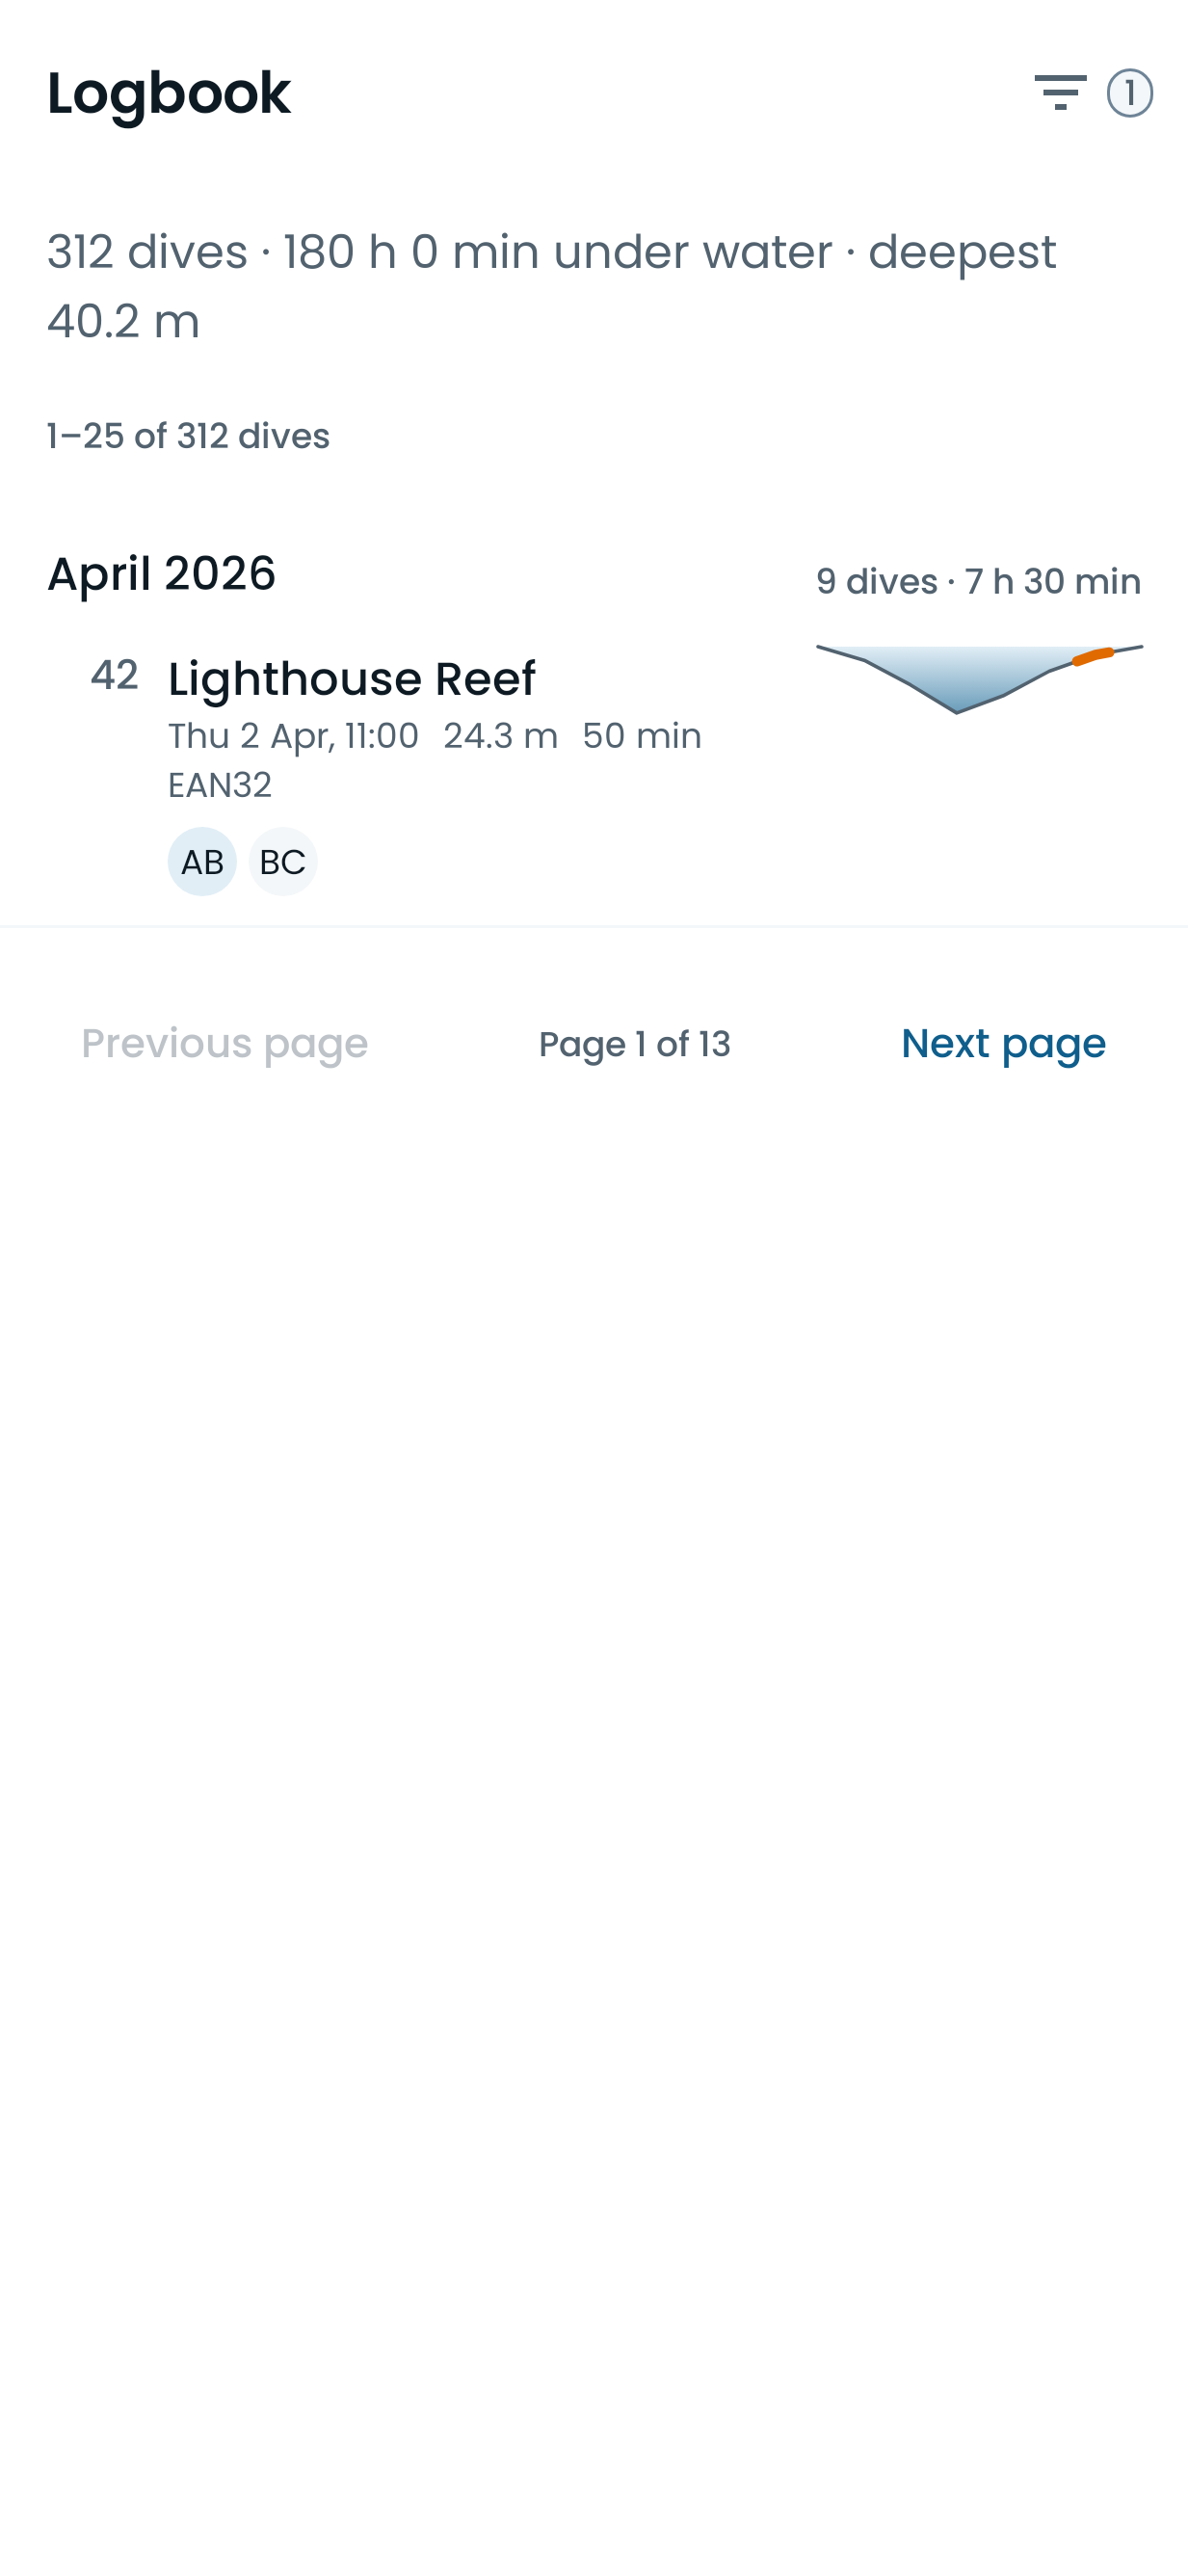 Logbook
1
312 dives · 180 h 0 min under water · deepest
40.2 m
1–25 of 312 dives
April 2026
9 dives · 7 h 30 min
42
Lighthouse Reef
Thu 2 Apr, 11:00 24.3 m 50 min
EAN32
AB BC
Previous page
Page 1 of 13
Next page